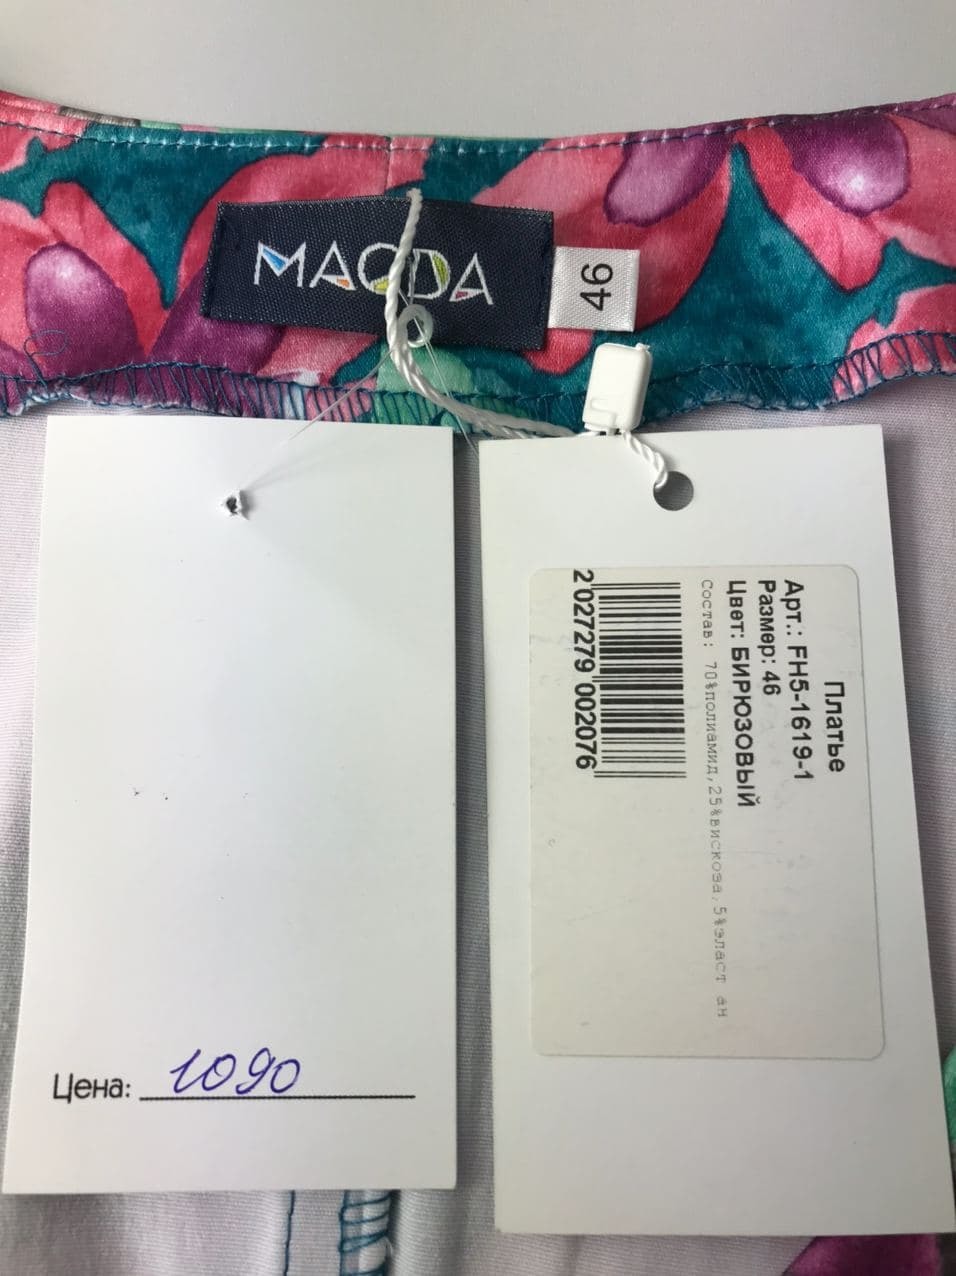 MAQDA
46
Цена: 1090
Платье
Арт.: FH5-1619-1
Размер: 46
Цвет: БИРЮЗОВЫЙ
Состав: 70%полиамид,25%вискоза,5%эласт ан
2 027279 002076